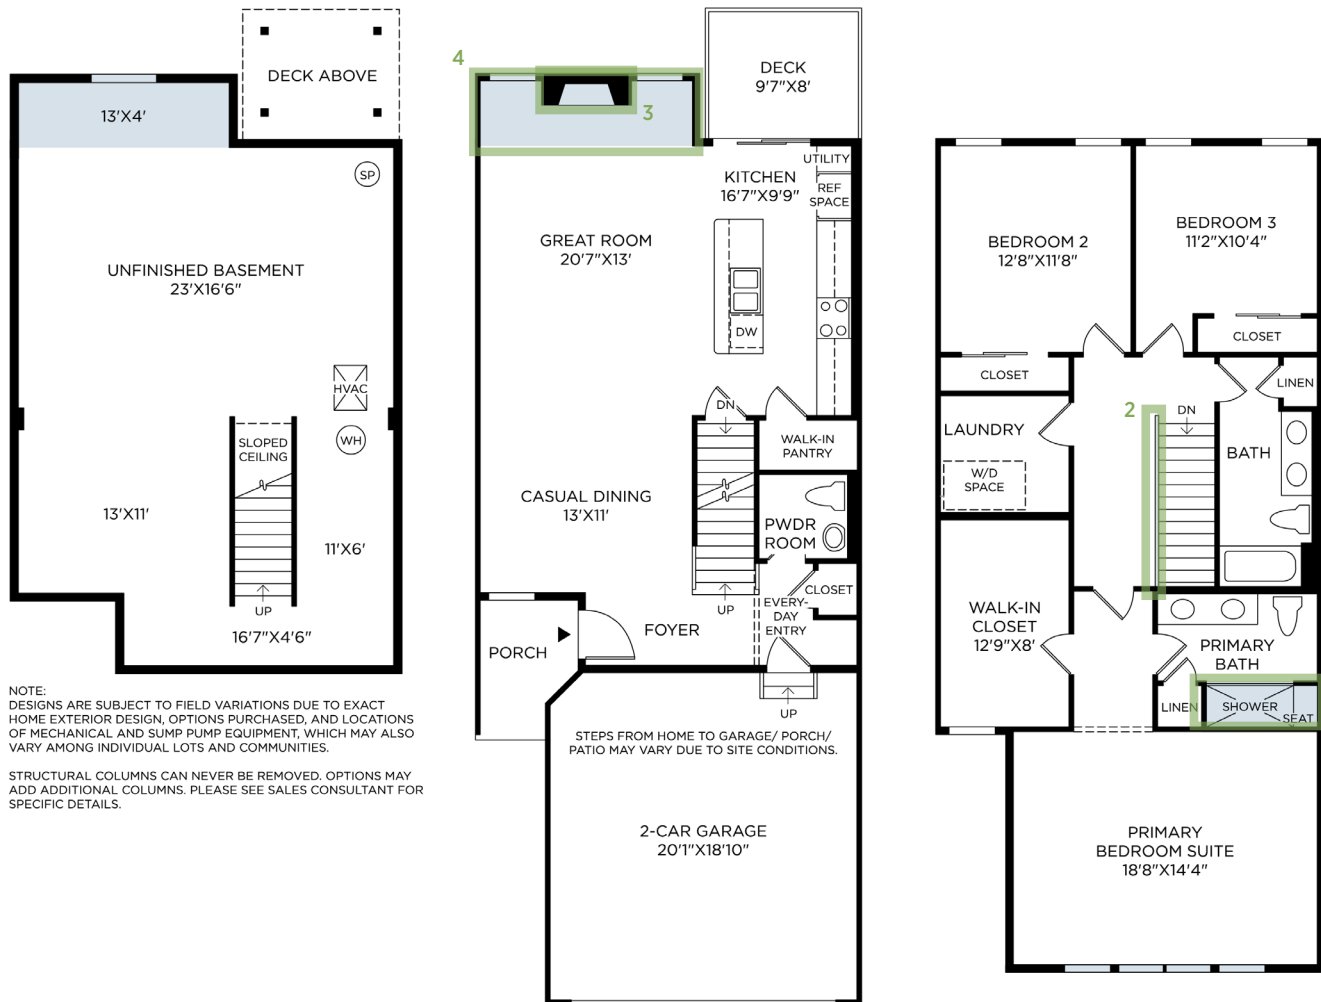 DECK ABOVE
13'X4'
SP
UNFINISHED BASEMENT
23'X16'6"
HVAC
WH
SLOPED
CEILING
13'X11'
11'X6'
UP
16'7"X4'6"
NOTE:
DESIGNS ARE SUBJECT TO FIELD VARIATIONS DUE TO EXACT
HOME EXTERIOR DESIGN, OPTIONS PURCHASED, AND LOCATIONS
OF MECHANICAL AND SUMP PUMP EQUIPMENT, WHICH MAY ALSO
VARY AMONG INDIVIDUAL LOTS AND COMMUNITIES.
STRUCTURAL COLUMNS CAN NEVER BE REMOVED. OPTIONS MAY
ADD ADDITIONAL COLUMNS. PLEASE SEE SALES CONSULTANT FOR
SPECIFIC DETAILS.
4
3
DECK
9'7"X8'
UTILITY
KITCHEN
16'7"X9'9"
REF
SPACE
GREAT ROOM
20'7"X13'
DW
DN
WALK-IN
PANTRY
CASUAL DINING
13'X11'
PWDR
ROOM
CLOSET
UP
EVERY-
DAY
ENTRY
FOYER
PORCH
UP
STEPS FROM HOME TO GARAGE/ PORCH/
PATIO MAY VARY DUE TO SITE CONDITIONS.
2-CAR GARAGE
20'1"X18'10"
BEDROOM 2
12'8"X11'8"
BEDROOM 3
11'2"X10'4"
CLOSET
CLOSET
LINEN
2
DN
LAUNDRY
W/D
SPACE
BATH
WALK-IN
CLOSET
12'9"X8'
PRIMARY
BATH
LINEN
SHOWER
SEAT
PRIMARY
BEDROOM SUITE
18'8"X14'4"